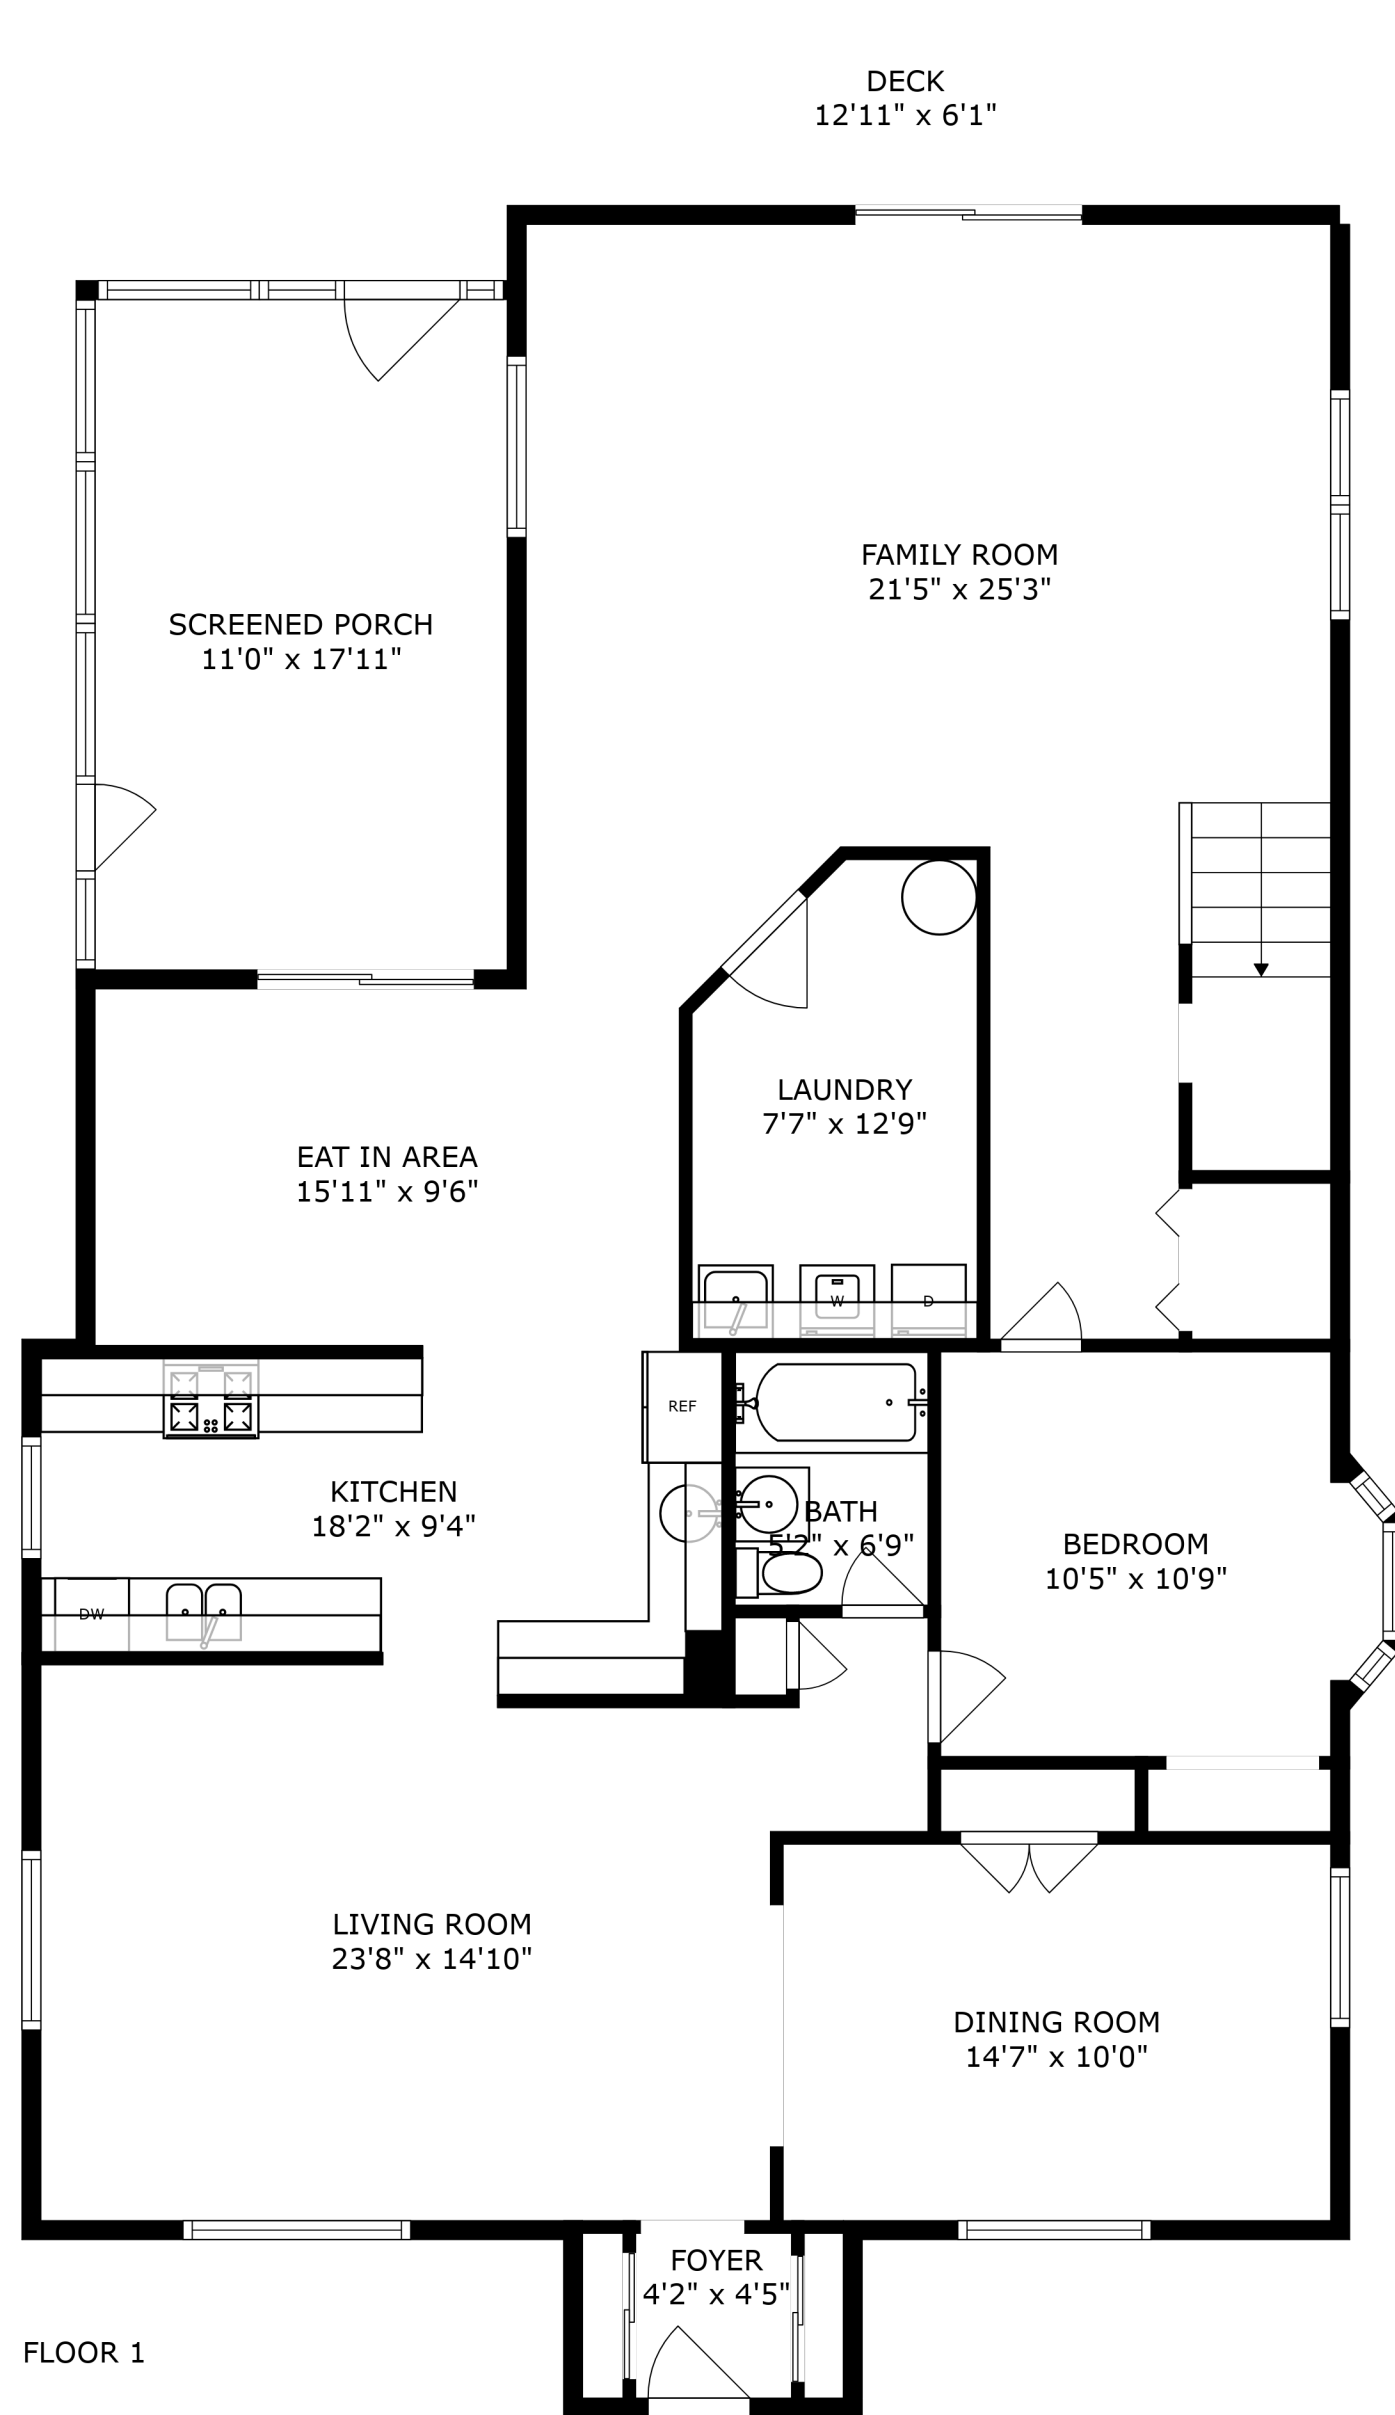 DECK
12'11" x 6'1"
FAMILY ROOM
21'5" x 25'3"
SCREENED PORCH
11'0" x 17'11"
LAUNDRY
7'7" x 12'9"
EAT IN AREA
15'11" x 9'6"
W
D
REF
KITCHEN
18'2" x 9'4"
BATH
5'2" x 6'9"
BEDROOM
10'5" x 10'9"
DW
LIVING ROOM
23'8" x 14'10"
DINING ROOM
14'7" x 10'0"
FOYER
4'2" x 4'5"
FLOOR 1